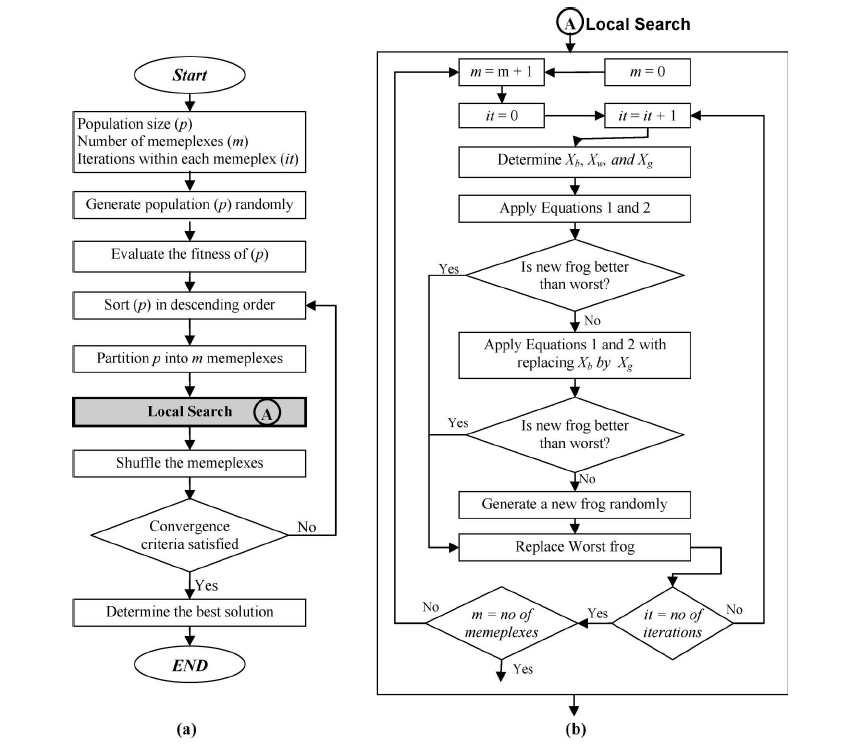 Start
Population size (p)
Number of memeplexes (m)
Iterations within each memeplex (it)
Generate population (p) randomly
Evaluate the fitness of (p)
Sort (p) in descending order
Partition p into m memeplexes
Local Search A
Shuffle the memeplexes
Convergence
criteria satisfied
No
Yes
Determine the best solution
END
(a)
A Local Search
m = m + 1
m = 0
it = 0
it = it + 1
Determine Xb, Xw, and Xg
Apply Equations 1 and 2
Is new frog better
than worst?
Yes
No
Apply Equations 1 and 2 with
replacing Xb by Xg
Is new frog better
than worst?
Yes
No
Generate a new frog randomly
Replace Worst frog
it = no of
iterations
No
Yes
m = no of
memeplexes
No
Yes
(b)